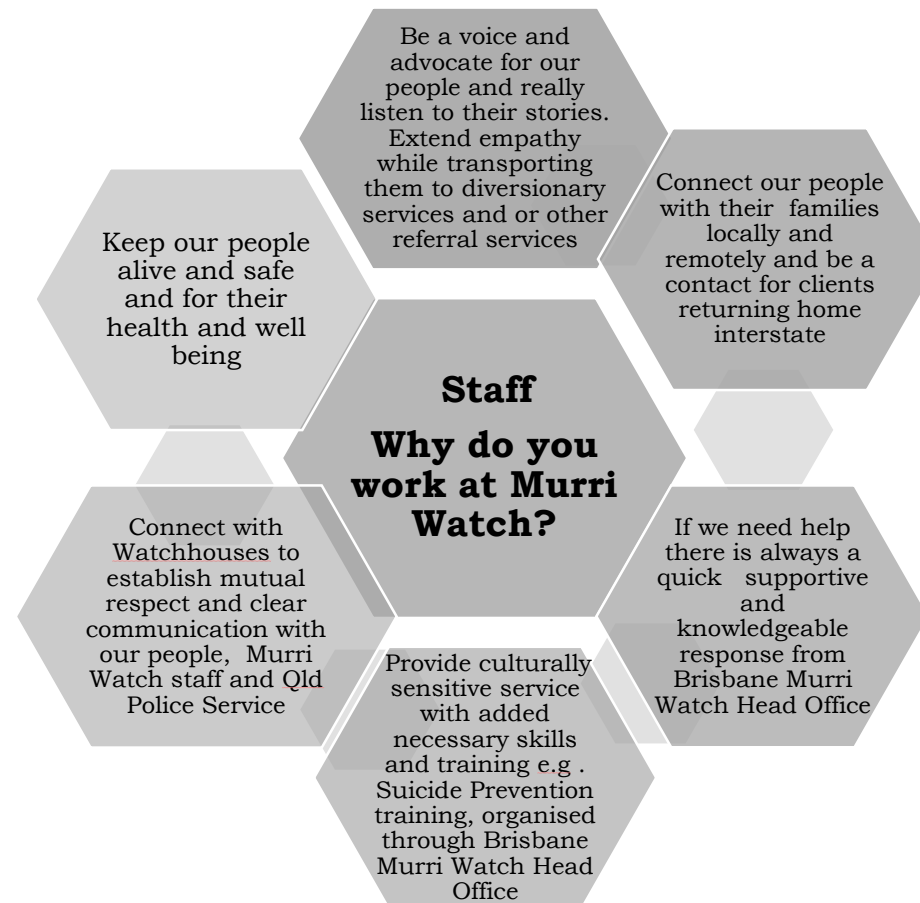 Be a voice and
advocate for our
people and really
listen to their stories.
Extend empathy
while transporting
them to diversionary
services and or other
referral services
Connect our people
with their families
locally and
remotely and be a
contact for clients
returning home
interstate
Keep our people
alive and safe
and for their
health and well
being
Staff
Why do you
work at Murri
Watch?
Connect with
Watchhouses to
establish mutual
respect and clear
communication with
our people, Murri
Watch staff and Qld
Police Service
If we need help
there is always a
quick supportive
and
knowledgeable
response from
Brisbane Murri
Watch Head Office
Provide culturally
sensitive service
with added
necessary skills
and training e.g .
Suicide Prevention
training, organised
through Brisbane
Murri Watch Head
Office